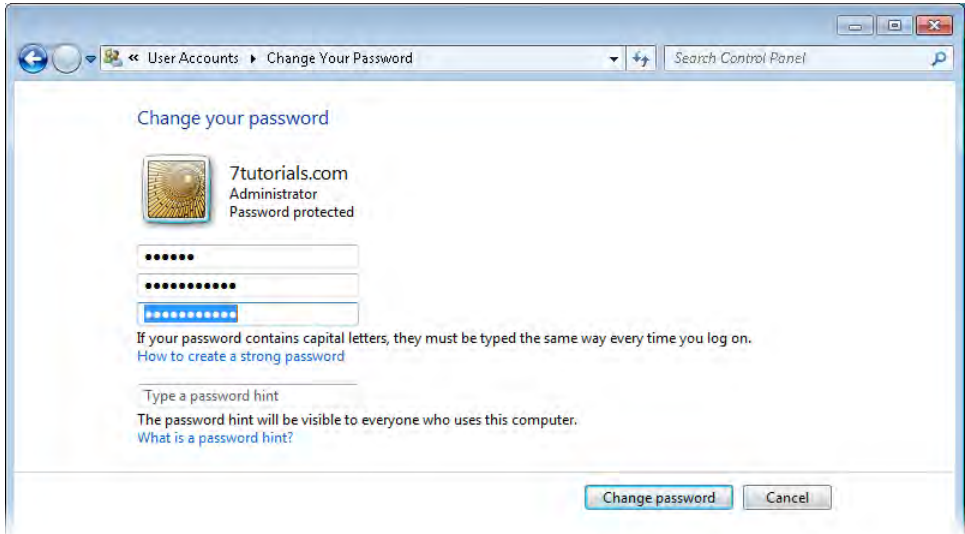 « User Accounts ▸ Change Your Password
Search Control Panel
Change your password
7tutorials.com
Administrator
Password protected
••••••
•••••••••••
•••••••••••
If your password contains capital letters, they must be typed the same way every time you log on.
How to create a strong password
Type a password hint
The password hint will be visible to everyone who uses this computer.
What is a password hint?
Change password
Cancel